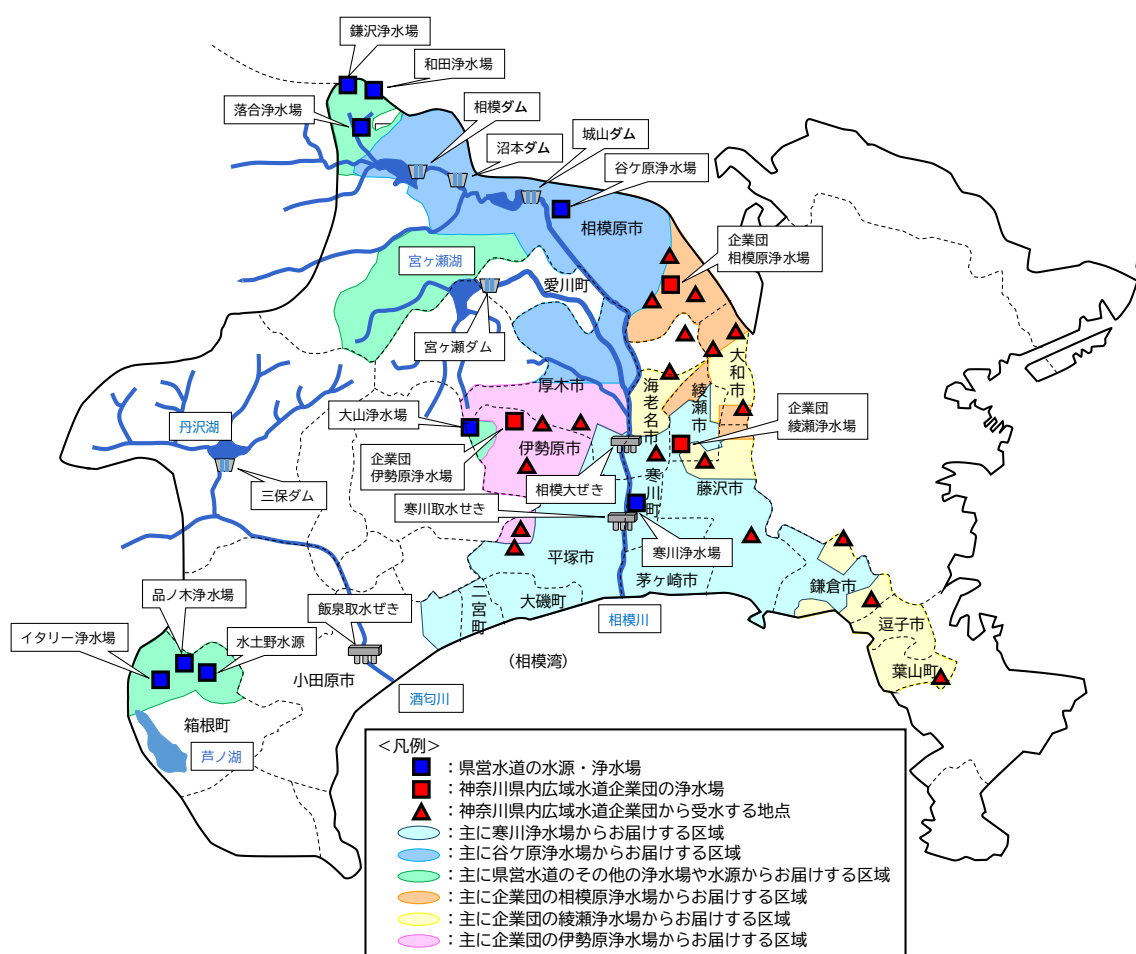 鎌沢浄水場
和田浄水場
落合浄水場
相模ダム
沼本ダム
城山ダム
谷ケ原浄水場
相模原市
企業団
相模原浄水場
宮ヶ瀬湖
愛川町
宮ヶ瀬ダム
厚木市
海老名市
綾瀬市
大和市
大山浄水場
企業団
伊勢原浄水場
伊勢原市
企業団
綾瀬浄水場
丹沢湖
三保ダム
相模大ぜき
寒川町
藤沢市
寒川取水せき
寒川浄水場
平塚市
茅ヶ崎市
鎌倉市
品ノ木浄水場
二宮町
大磯町
飯泉取水ぜき
相模川
逗子市
イタリー浄水場
水土野水源
小田原市
（相模湾）
葉山町
酒匂川
箱根町
芦ノ湖
＜凡例＞
：県営水道の水源・浄水場
：神奈川県内広域水道企業団の浄水場
：神奈川県内広域水道企業団から受水する地点
：主に寒川浄水場からお届けする区域
：主に谷ケ原浄水場からお届けする区域
：主に県営水道のその他の浄水場や水源からお届けする区域
：主に企業団の相模原浄水場からお届けする区域
：主に企業団の綾瀬浄水場からお届けする区域
：主に企業団の伊勢原浄水場からお届けする区域